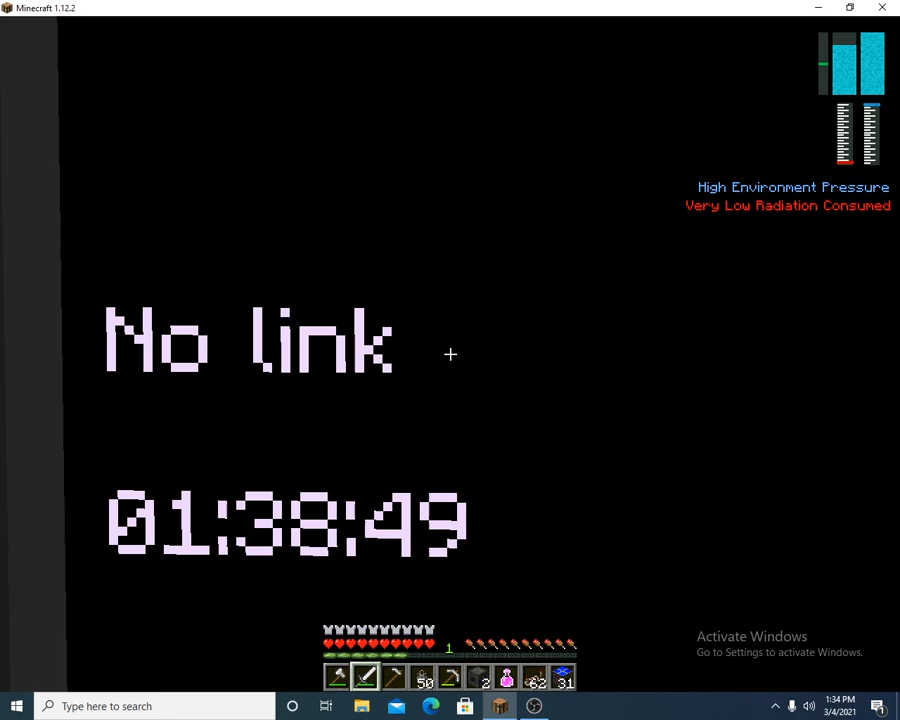 Minecraft 1.12.2
High Environment Pressure
Very Low Radiation Consumed
No link
01:38:49
1
50
2
62
31
Activate Windows
Go to Settings to activate Windows.
Type here to search
1:34 PM
3/4/2021
1